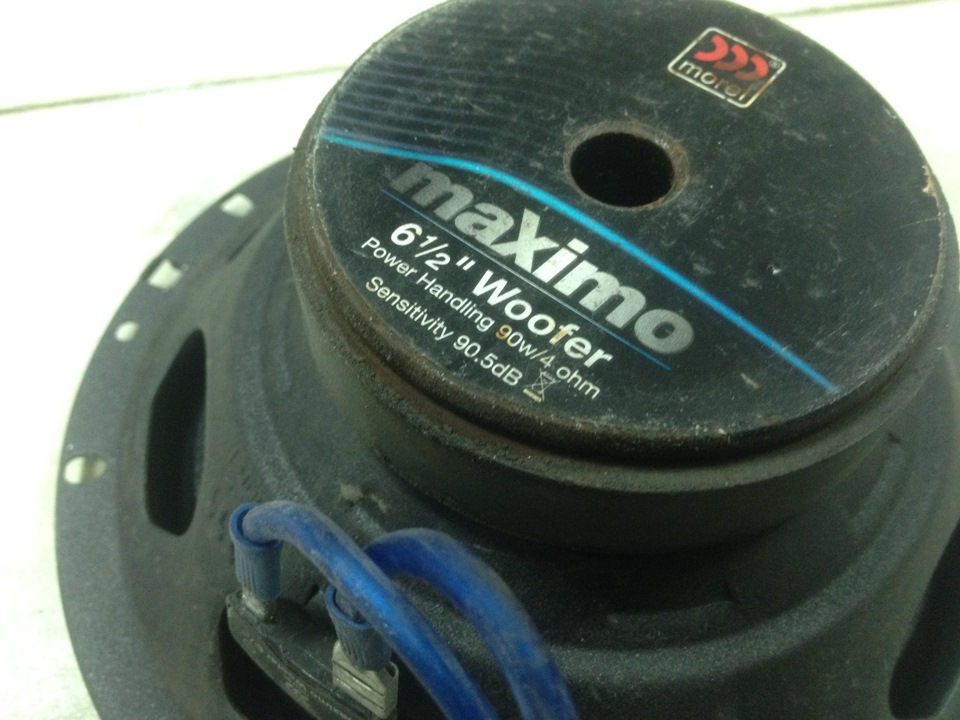 morel
maximo
6½" Woofer
Power Handling 90w/4 ohm
Sensitivity 90.5dB